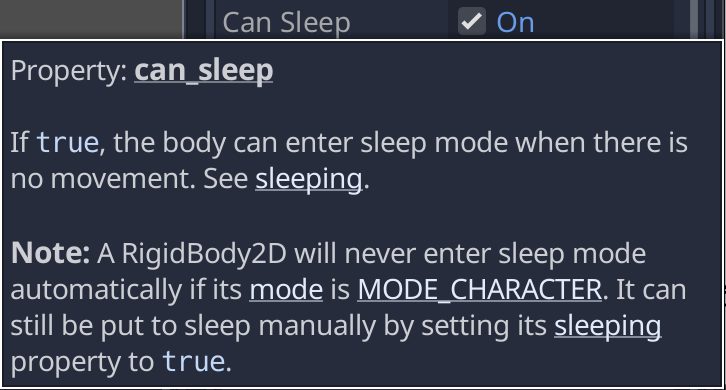 Can Sleep On
Property: can_sleep
If true, the body can enter sleep mode when there is
no movement. See sleeping.
Note: A RigidBody2D will never enter sleep mode
automatically if its mode is MODE_CHARACTER. It can
still be put to sleep manually by setting its sleeping
property to true.